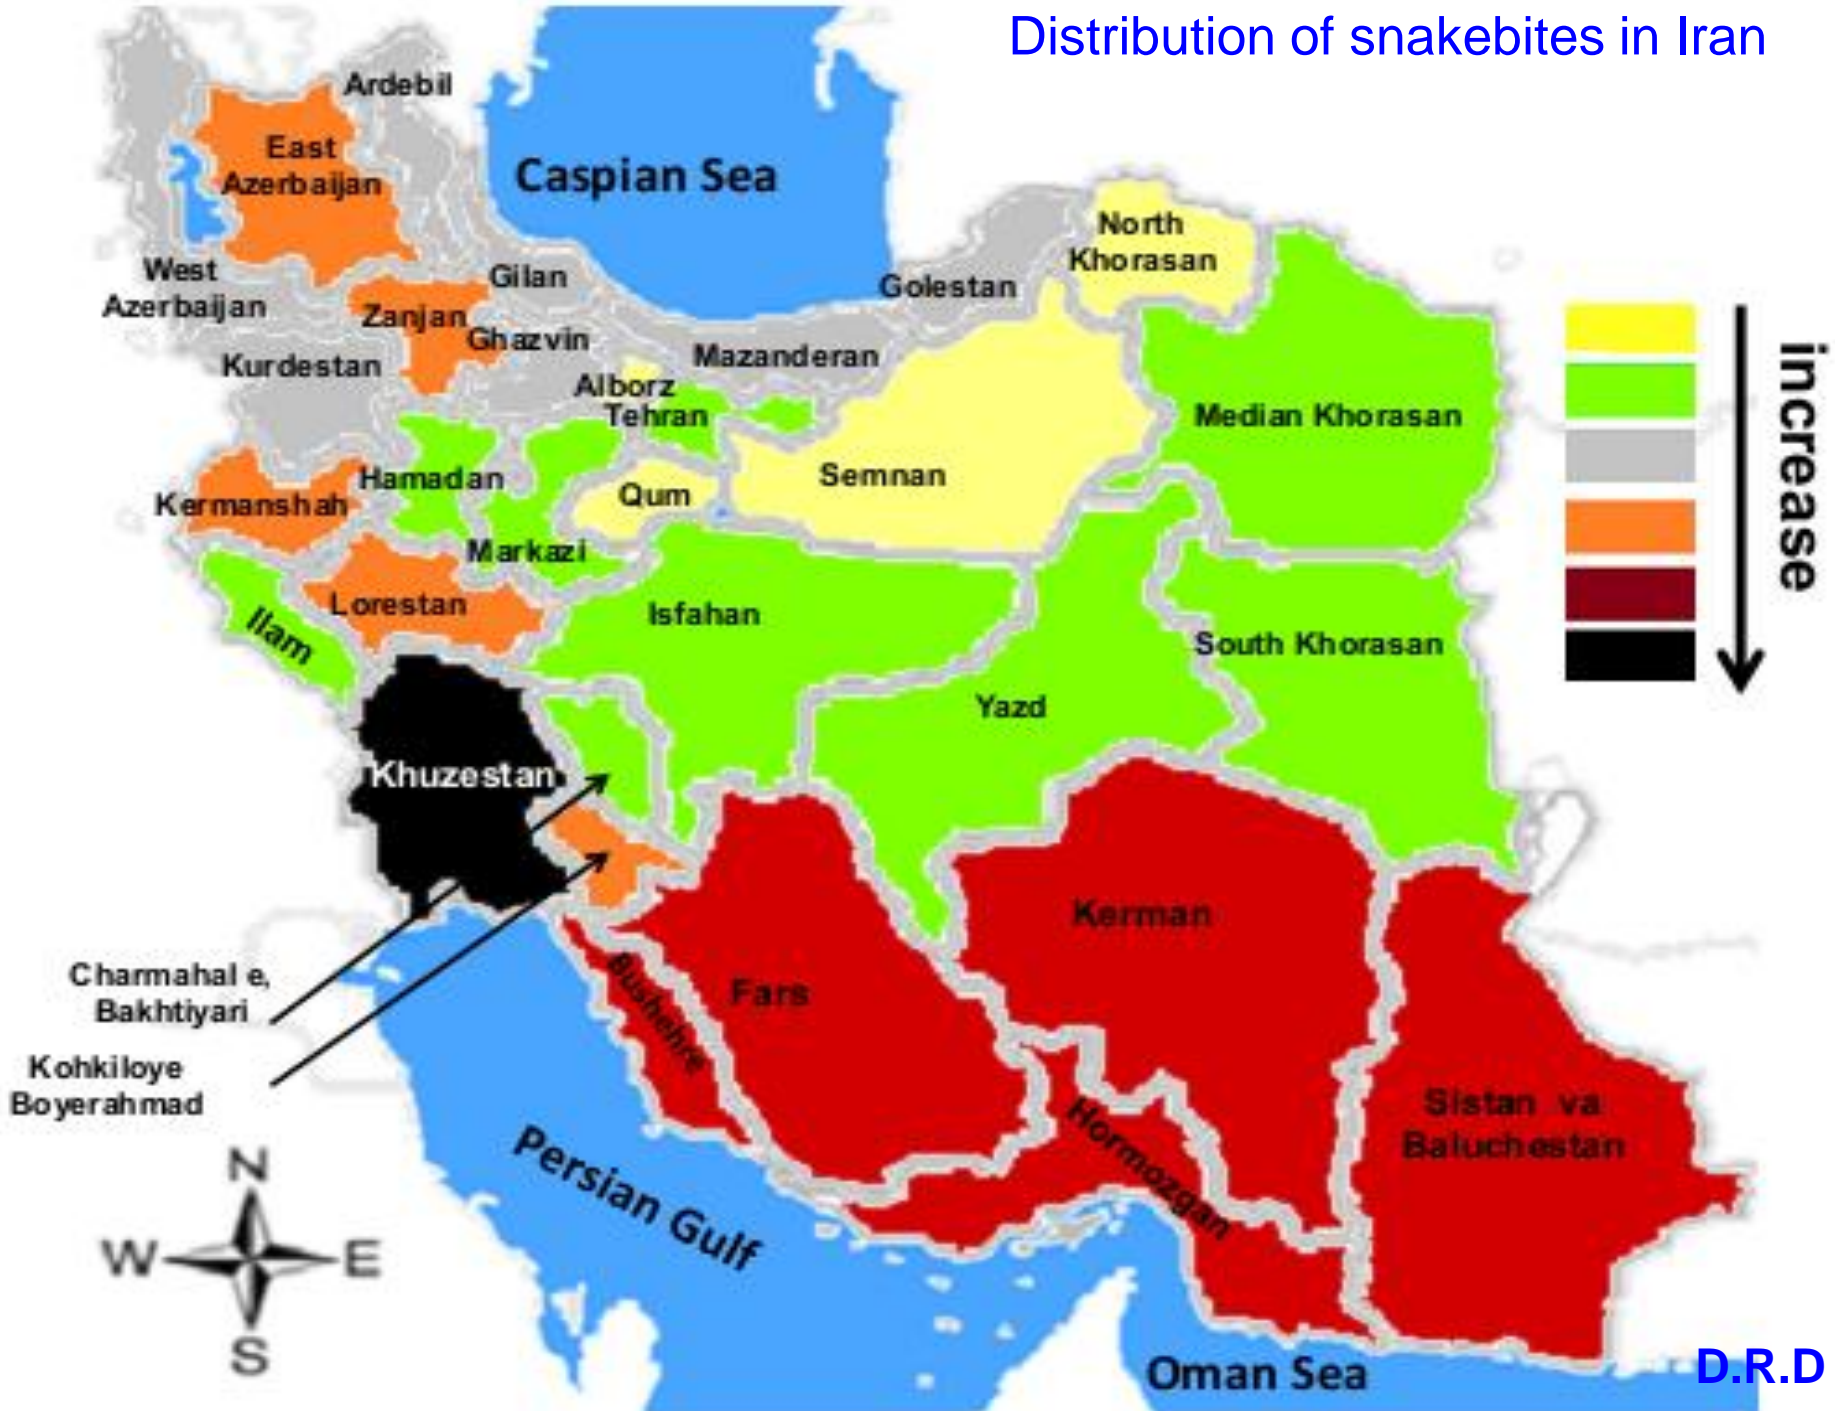 Distribution of snakebites in Iran
Ardebil
East
Azerbaijan
Caspian Sea
North
Khorasan
West
Azerbaijan
Gilan
Golestan
Zanjan
Ghazvin
Kurdestan
Mazanderan
Alborz
Tehran
Median Khorasan
increase
Hamadan
Semnan
Qum
Kermanshah
Markazi
Lorestan
Isfahan
Ilam
South Khorasan
Yazd
Khuzestan
Kerman
Charmahal e,
Bakhtiyari
Fars
Bushehre
Kohkiloye
Boyerahmad
Sistan va
Baluchestan
Hormozgan
Persian Gulf
N
W
E
S
Oman Sea
D.R.D